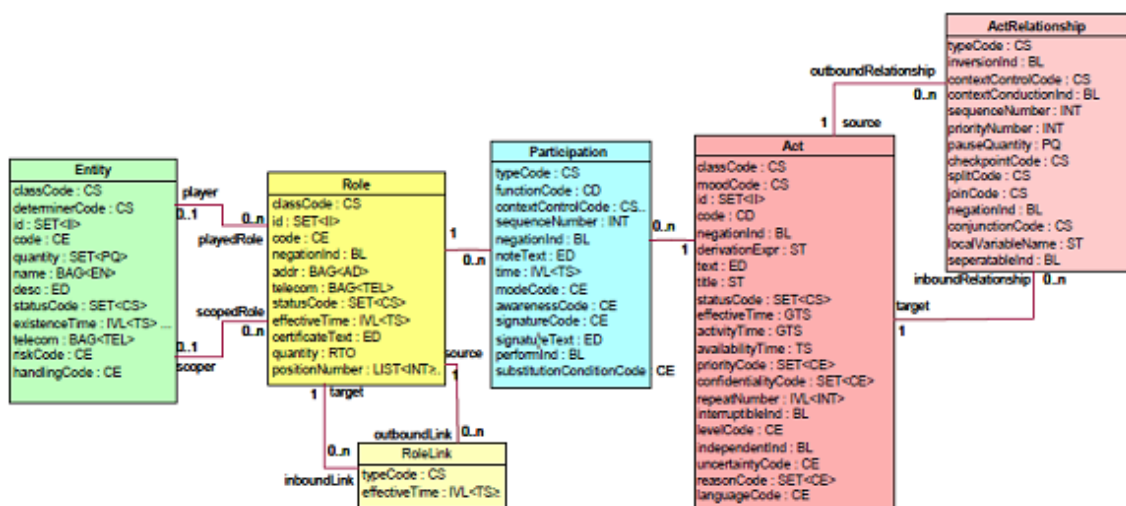 ActRelationship
typeCode : CS
inversionInd : BL
contextControlCode : CS
contextConductionInd : BL
sequenceNumber : INT
priorityNumber : INT
pauseQuantity : PQ
checkpointCode : CS
splitCode : CS
joinCode : CS
negationInd : BL
conjunctionCode : CS
localVariableName : ST
seperatableInd : BL
outboundRelationship
0..n
1
source
inboundRelationship
0..n
target
1
Entity
classCode : CS
determinerCode : CS
id : SET<II>
code : CE
quantity : SET<PQ>
name : BAG<EN>
desc : ED
statusCode : SET<CS>
existenceTime : IVL<TS> ...
telecom : BAG<TEL>
riskCode : CE
handlingCode : CE
player
0..1
0..n
playedRole
scopedRole
0..n
0..1
scoper
Role
classCode : CS
id : SET<II>
code : CE
negationInd : BL
addr : BAG<AD>
telecom : BAG<TEL>
statusCode : SET<CS>
effectiveTime : IVL<TS>
certificateText : ED
quantity : RTO
positionNumber : LIST<INT>..
1
0..n
source
1
1
target
outboundLink
0..n
0..n
inboundLink
RoleLink
typeCode : CS
effectiveTime : IVL<TS>
Participation
typeCode : CS
functionCode : CD
contextControlCode : CS..
sequenceNumber : INT
negationInd : BL
noteText : ED
time : IVL<TS>
modeCode : CE
awarenessCode : CE
signatureCode : CE
signatureText : ED
performInd : BL
substitutionConditionCode : CE
0..n
1
Act
classCode : CS
moodCode : CS
id : SET<II>
code : CD
negationInd : BL
derivationExpr : ST
text : ED
title : ST
statusCode : SET<CS>
effectiveTime : GTS
activityTime : GTS
availabilityTime : TS
priorityCode : SET<CE>
confidentialityCode : SET<CE>
repeatNumber : IVL<INT>
interruptibleInd : BL
levelCode : CE
independentInd : BL
uncertaintyCode : CE
reasonCode : SET<CE>
languageCode : CE